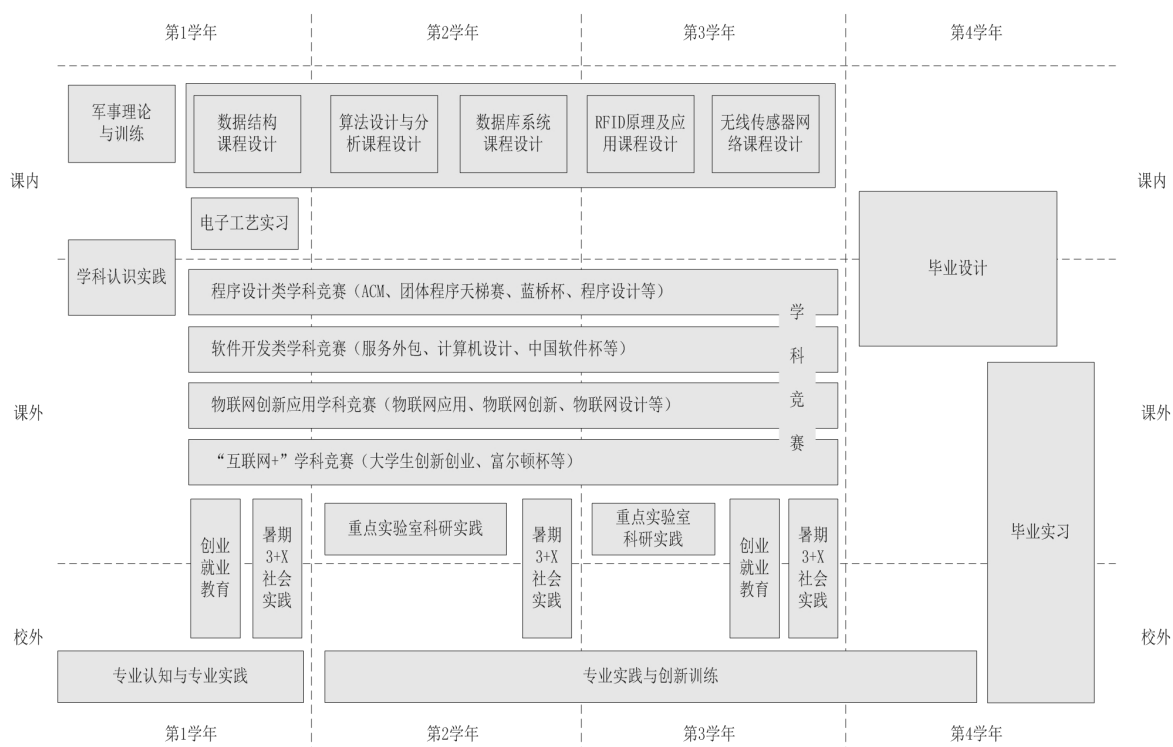 第1学年
第2学年
第3学年
第4学年
军事理论
与训练
数据结构
课程设计
算法设计与分
析课程设计
数据库系统
课程设计
RFID原理及应
用课程设计
无线传感器网
络课程设计
课内
课内
电子工艺实习
学科认识实践
毕业设计
程序设计类学科竞赛（ACM、团体程序天梯赛、蓝桥杯、程序设计等）
软件开发类学科竞赛（服务外包、计算机设计、中国软件杯等）
物联网创新应用学科竞赛（物联网应用、物联网创新、物联网设计等）
“互联网+”学科竞赛（大学生创新创业、富尔顿杯等）
学
科
竞
赛
课外
课外
创业
就业
教育
暑期
3+X
社会
实践
重点实验室科研实践
暑期
3+X
社会
实践
重点实验室
科研实践
创业
就业
教育
暑期
3+X
社会
实践
毕业实习
校外
校外
专业认知与专业实践
专业实践与创新训练
第1学年
第2学年
第3学年
第4学年